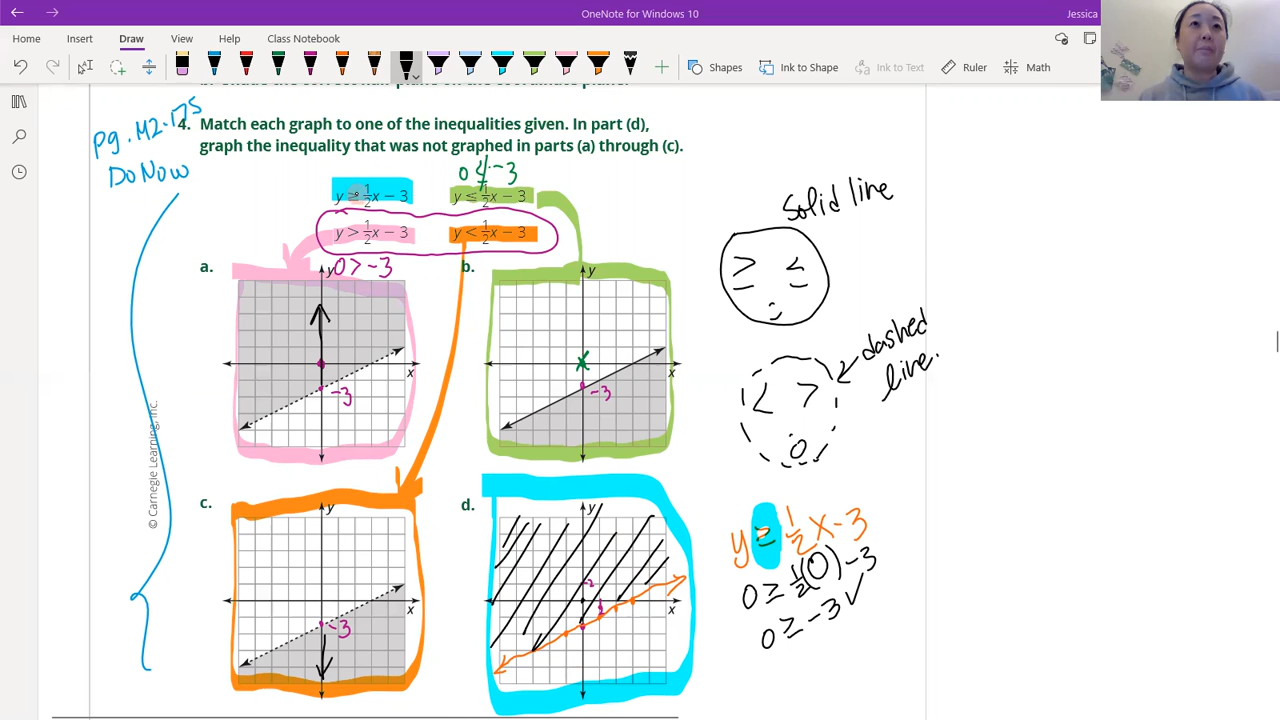 OneNote for Windows 10
Jessica
Home Insert Draw View Help Class Notebook
Shapes Ink to Shape Ink to Text Ruler Math
pg. M2-175
Do Now
4. Match each graph to one of the inequalities given. In part (d),
graph the inequality that was not graphed in parts (a) through (c).
0 ≰ -3
y ≥ 1/2x − 3 y ≤ 1/2x − 3
y > 1/2x − 3 y < 1/2x − 3
0 > -3
a. y x -3
b. y x -3
c. y x -3
d. y x
© Carnegie Learning, Inc.
Solid line
≥ ≤
dashed
line.
< >
y ≥ 1/2x-3
0 ≥ 1/2(0)-3
0 ≥ -3 ✓